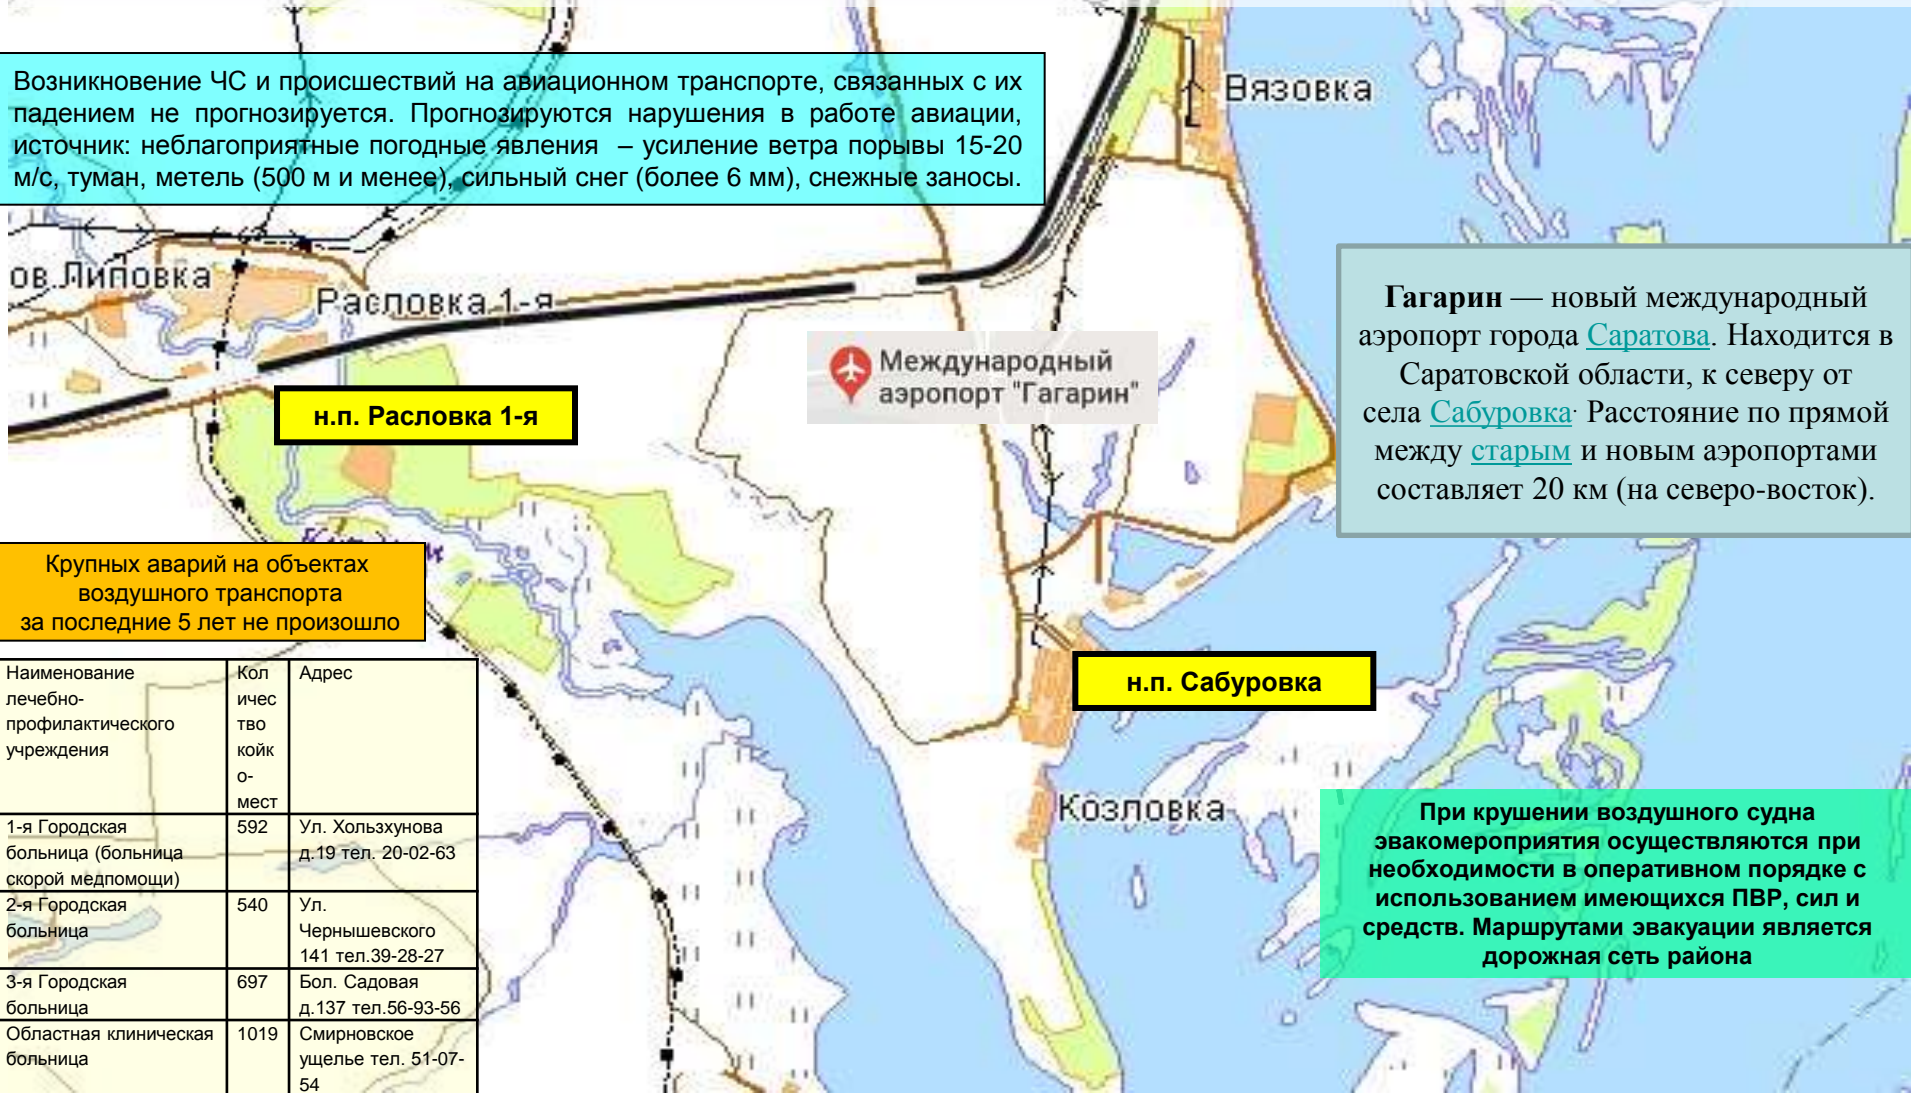 Возникновение ЧС и происшествий на авиационном транспорте, связанных с их
падением не прогнозируется. Прогнозируются нарушения в работе авиации,
источник: неблагоприятные погодные явления – усиление ветра порывы 15-20
м/с, туман, метель (500 м и менее), сильный снег (более 6 мм), снежные заносы.
Вязовка
ов.Липовка
Расловка 1-я
Международный
аэропорт "Гагарин"
Гагарин — новый международный
аэропорт города Саратова. Находится в
Саратовской области, к северу от
села Сабуровка. Расстояние по прямой
между старым и новым аэропортами
составляет 20 км (на северо-восток).
н.п. Расловка 1-я
Крупных аварий на объектах
воздушного транспорта
за последние 5 лет не произошло
н.п. Сабуровка
Козловка
При крушении воздушного судна
эвакомероприятия осуществляются при
необходимости в оперативном порядке с
использованием имеющихся ПВР, сил и
средств. Маршрутами эвакуации является
дорожная сеть района
Наименование
лечебно-
профилактического
учреждения
Кол
ичес
тво
койк
о-
мест
Адрес
1-я Городская
больница (больница
скорой медпомощи)
592
Ул. Хользхунова
д.19 тел. 20-02-63
2-я Городская
больница
540
Ул.
Чернышевского
141 тел.39-28-27
3-я Городская
больница
697
Бол. Садовая
д.137 тел.56-93-56
Областная клиническая
больница
1019
Смирновское
ущелье тел. 51-07-
54